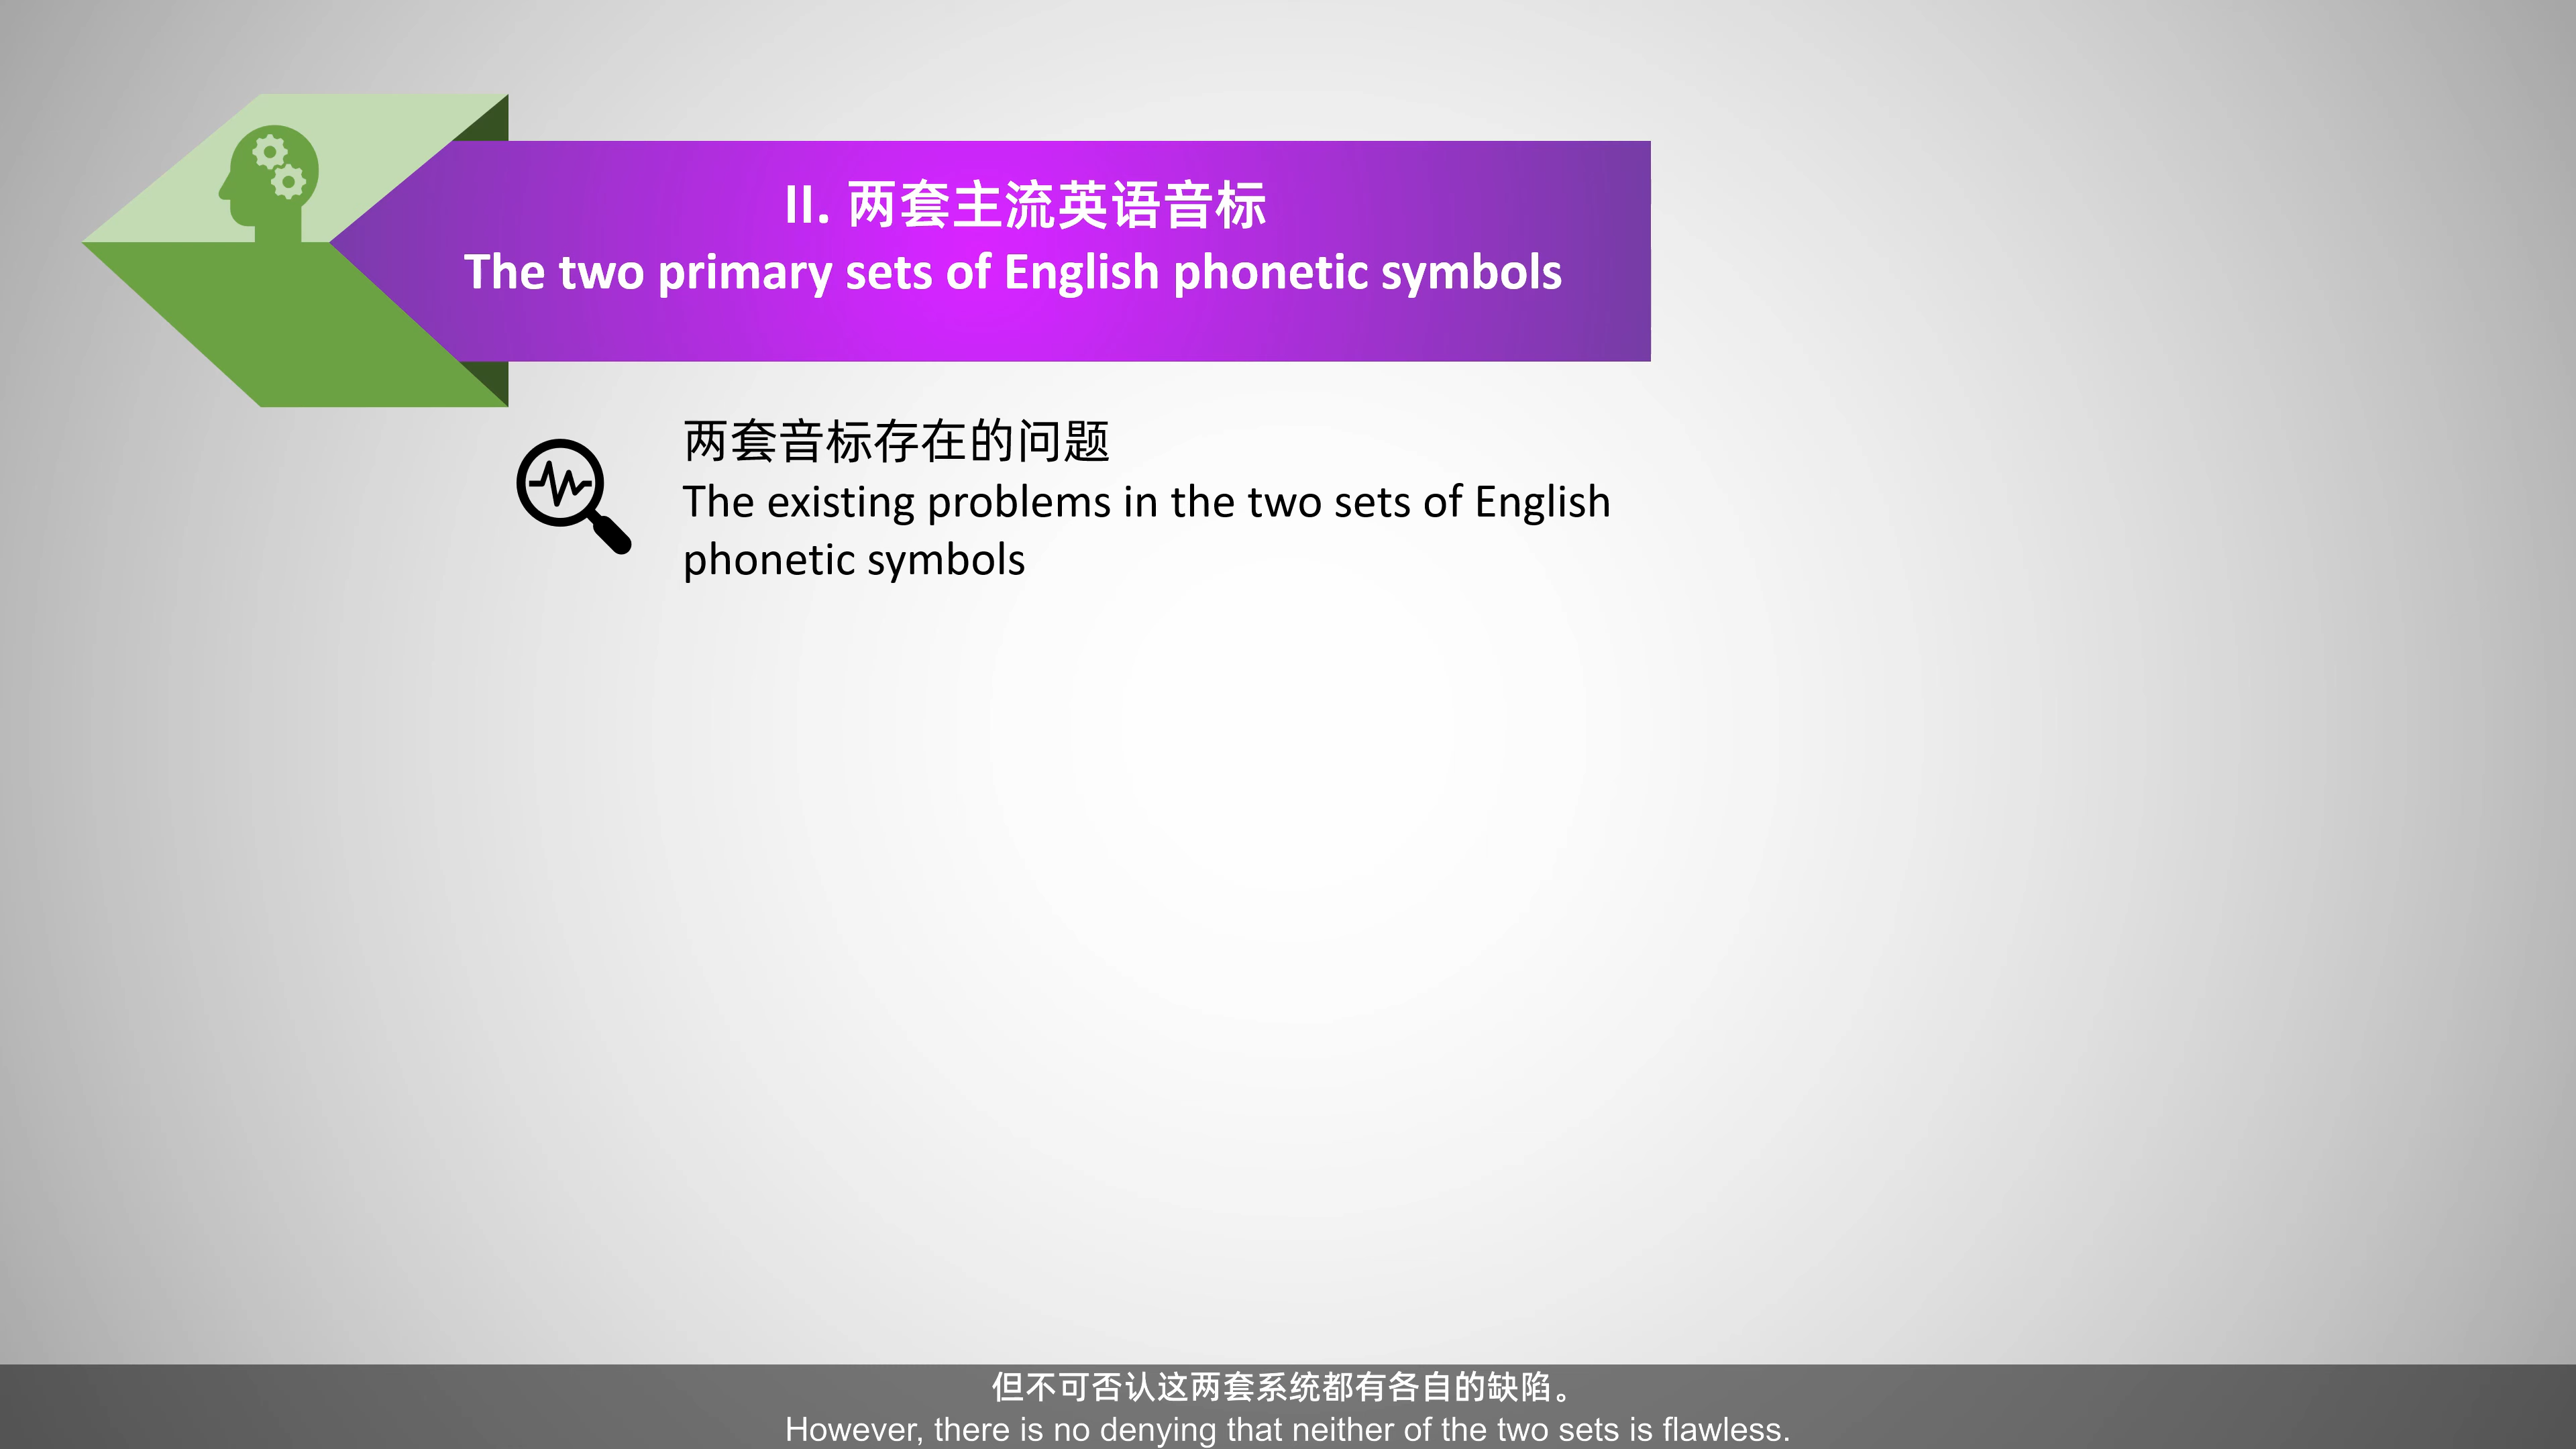 II. 两套主流英语音标
The two primary sets of English phonetic symbols
两套音标存在的问题
The existing problems in the two sets of English
phonetic symbols
但不可否认这两套系统都有各自的缺陷。
However, there is no denying that neither of the two sets is flawless.